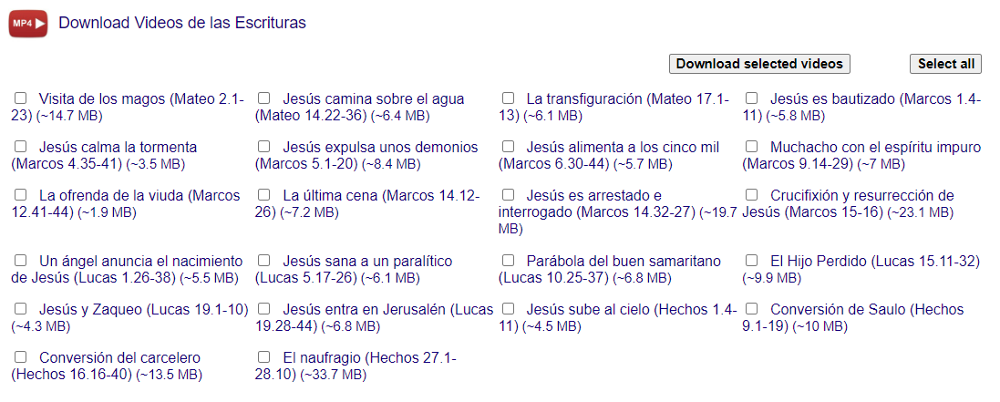 MP4 Download Videos de las Escrituras
Download selected videos Select all
Visita de los magos (Mateo 2.1-
23) (~14.7 MB)
Jesús camina sobre el agua
(Mateo 14.22-36) (~6.4 MB)
La transfiguración (Mateo 17.1-
13) (~6.1 MB)
Jesús es bautizado (Marcos 1.4-
11) (~5.8 MB)
Jesús calma la tormenta
(Marcos 4.35-41) (~3.5 MB)
Jesús expulsa unos demonios
(Marcos 5.1-20) (~8.4 MB)
Jesús alimenta a los cinco mil
(Marcos 6.30-44) (~5.7 MB)
Muchacho con el espíritu impuro
(Marcos 9.14-29) (~7 MB)
La ofrenda de la viuda (Marcos
12.41-44) (~1.9 MB)
La última cena (Marcos 14.12-
26) (~7.2 MB)
Jesús es arrestado e
interrogado (Marcos 14.32-27) (~19.7
MB)
Crucifixión y resurrección de
Jesús (Marcos 15-16) (~23.1 MB)
Un ángel anuncia el nacimiento
de Jesús (Lucas 1.26-38) (~5.5 MB)
Jesús sana a un paralítico
(Lucas 5.17-26) (~6.1 MB)
Parábola del buen samaritano
(Lucas 10.25-37) (~6.8 MB)
El Hijo Perdido (Lucas 15.11-32)
(~9.9 MB)
Jesús y Zaqueo (Lucas 19.1-10)
(~4.3 MB)
Jesús entra en Jerusalén (Lucas
19.28-44) (~6.8 MB)
Jesús sube al cielo (Hechos 1.4-
11) (~4.5 MB)
Conversión de Saulo (Hechos
9.1-19) (~10 MB)
Conversión del carcelero
(Hechos 16.16-40) (~13.5 MB)
El naufragio (Hechos 27.1-
28.10) (~33.7 MB)